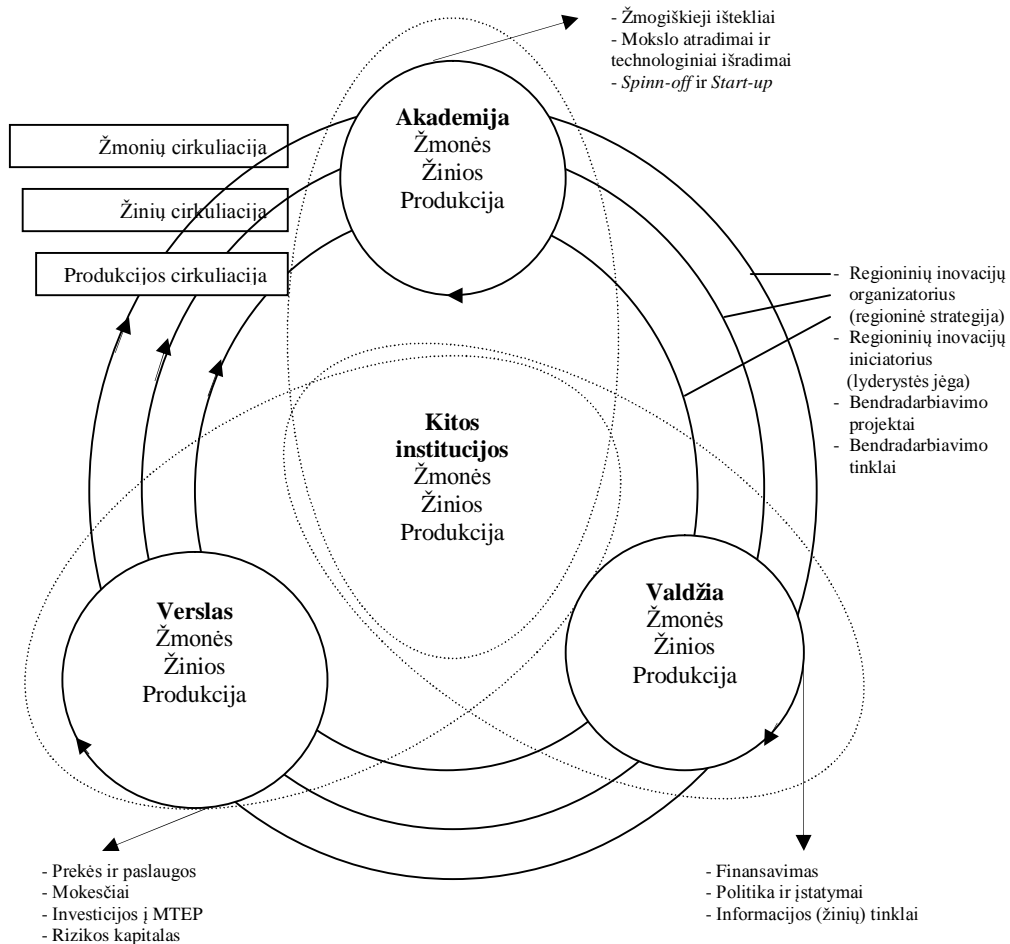 - Žmogiškieji ištekliai
- Mokslo atradimai ir
technologiniai išradimai
- Spinn-off ir Start-up
Akademija
Žmonės
Žinios
Produkcija
Žmonių cirkuliacija
Žinių cirkuliacija
Produkcijos cirkuliacija
- Regioninių inovacijų
organizatorius
(regioninė strategija)
- Regioninių inovacijų
iniciatorius
(lyderystės jėga)
- Bendradarbiavimo
projektai
- Bendradarbiavimo
tinklai
Kitos
institucijos
Žmonės
Žinios
Produkcija
Verslas
Žmonės
Žinios
Produkcija
Valdžia
Žmonės
Žinios
Produkcija
- Prekės ir paslaugos
- Mokesčiai
- Investicijos į MTEP
- Rizikos kapitalas
- Finansavimas
- Politika ir įstatymai
- Informacijos (žinių) tinklai